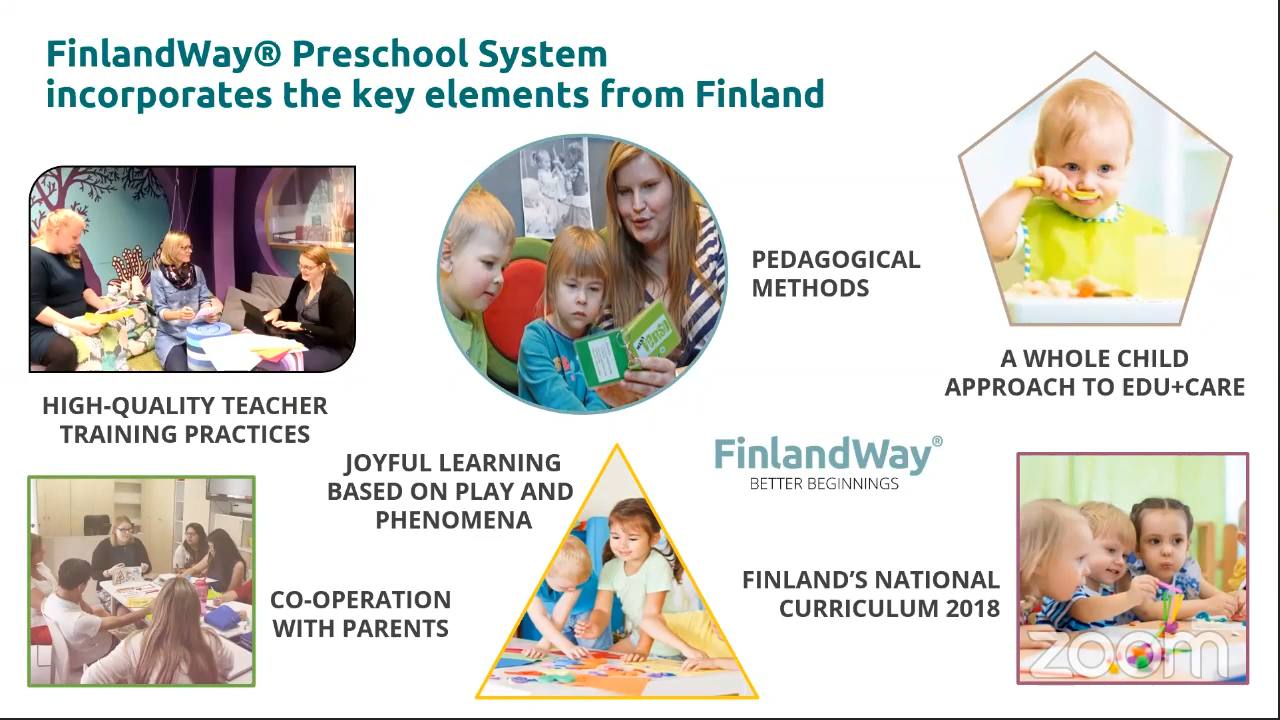 FinlandWay® Preschool System
incorporates the key elements from Finland
PEDAGOGICAL
METHODS
A WHOLE CHILD
APPROACH TO EDU+CARE
HIGH-QUALITY TEACHER
TRAINING PRACTICES
JOYFUL LEARNING
BASED ON PLAY AND
PHENOMENA
FinlandWay®
BETTER BEGINNINGS
CO-OPERATION
WITH PARENTS
FINLAND’S NATIONAL
CURRICULUM 2018
zoom